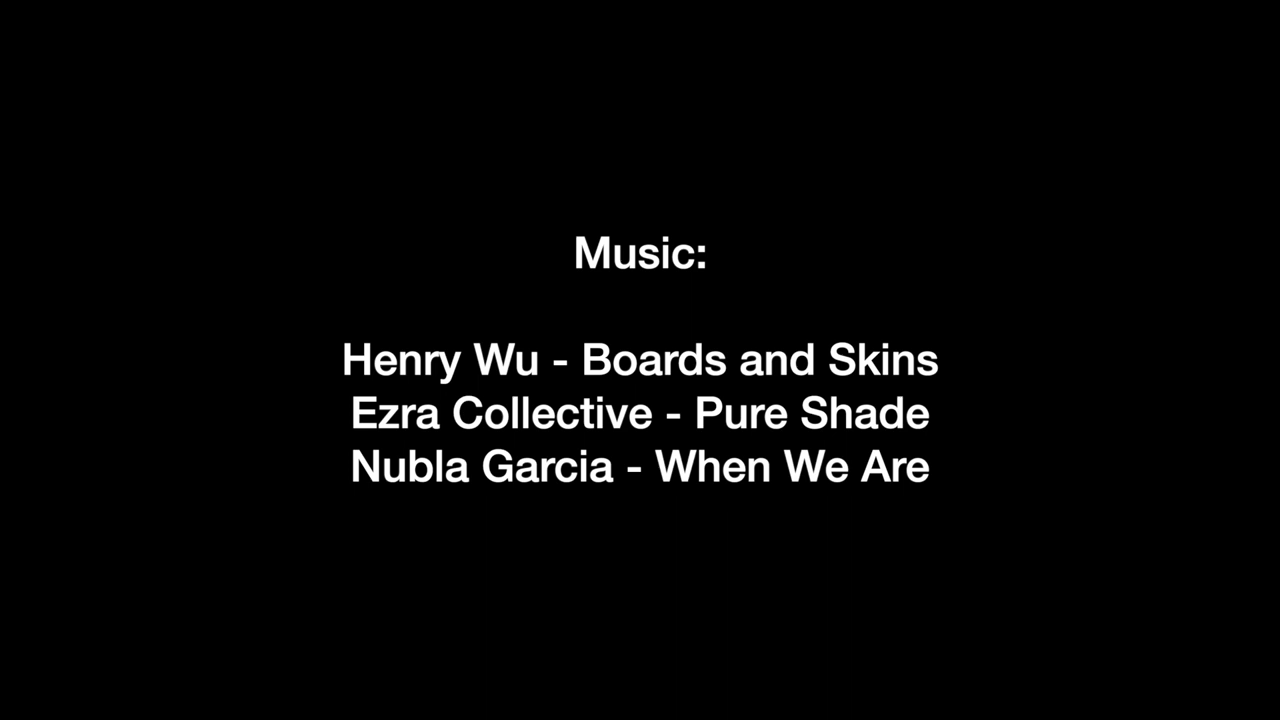 Music:
Henry Wu - Boards and Skins
Ezra Collective - Pure Shade
Nubla Garcia - When We Are